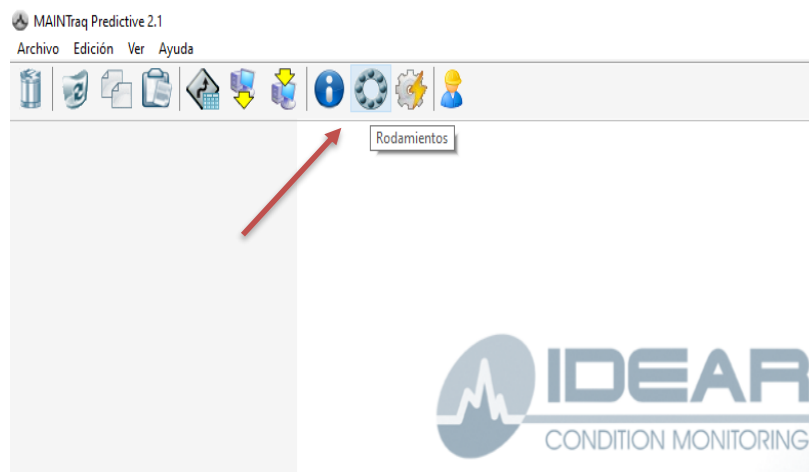 MAINTraq Predictive 2.1
Archivo Edición Ver Ayuda
Rodamientos
IDEAR
CONDITION MONITORING